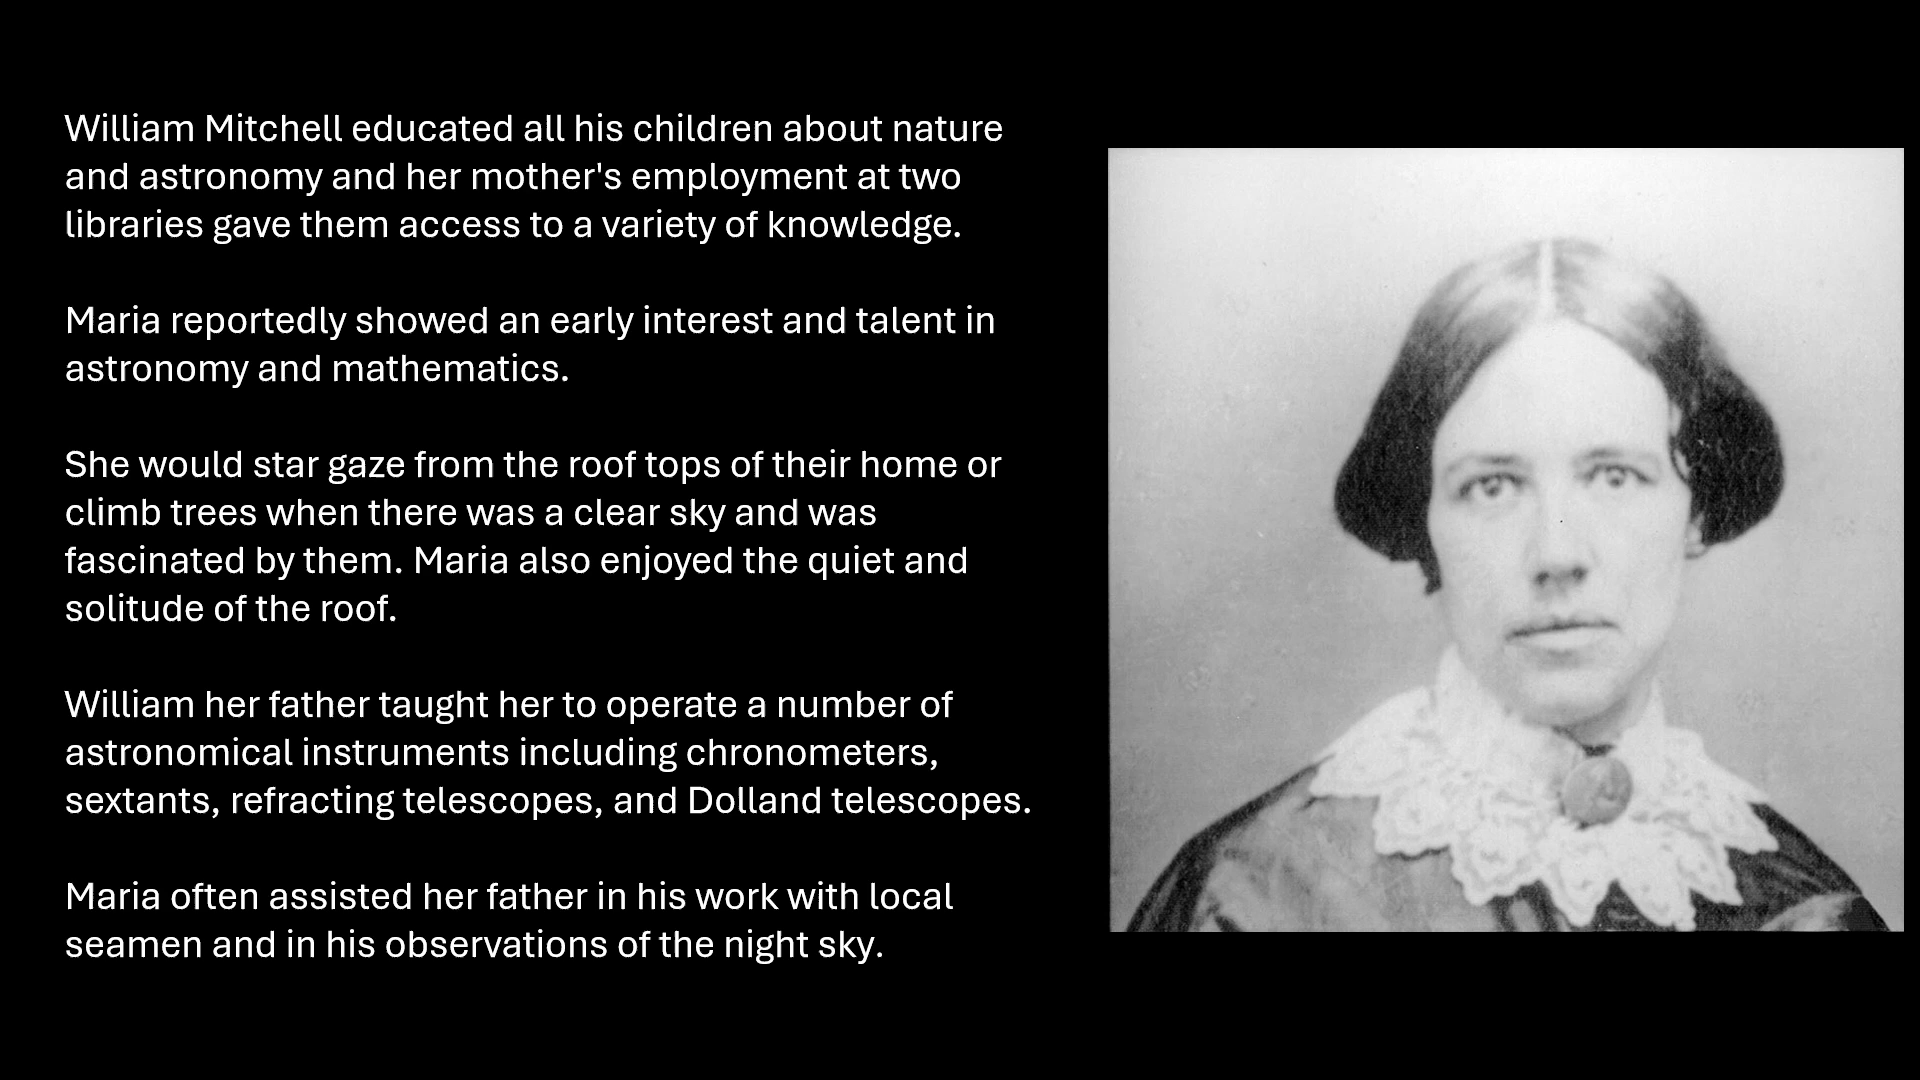 William Mitchell educated all his children about nature
and astronomy and her mother's employment at two
libraries gave them access to a variety of knowledge.
Maria reportedly showed an early interest and talent in
astronomy and mathematics.
She would star gaze from the roof tops of their home or
climb trees when there was a clear sky and was
fascinated by them. Maria also enjoyed the quiet and
solitude of the roof.
William her father taught her to operate a number of
astronomical instruments including chronometers,
sextants, refracting telescopes, and Dolland telescopes.
Maria often assisted her father in his work with local
seamen and in his observations of the night sky.